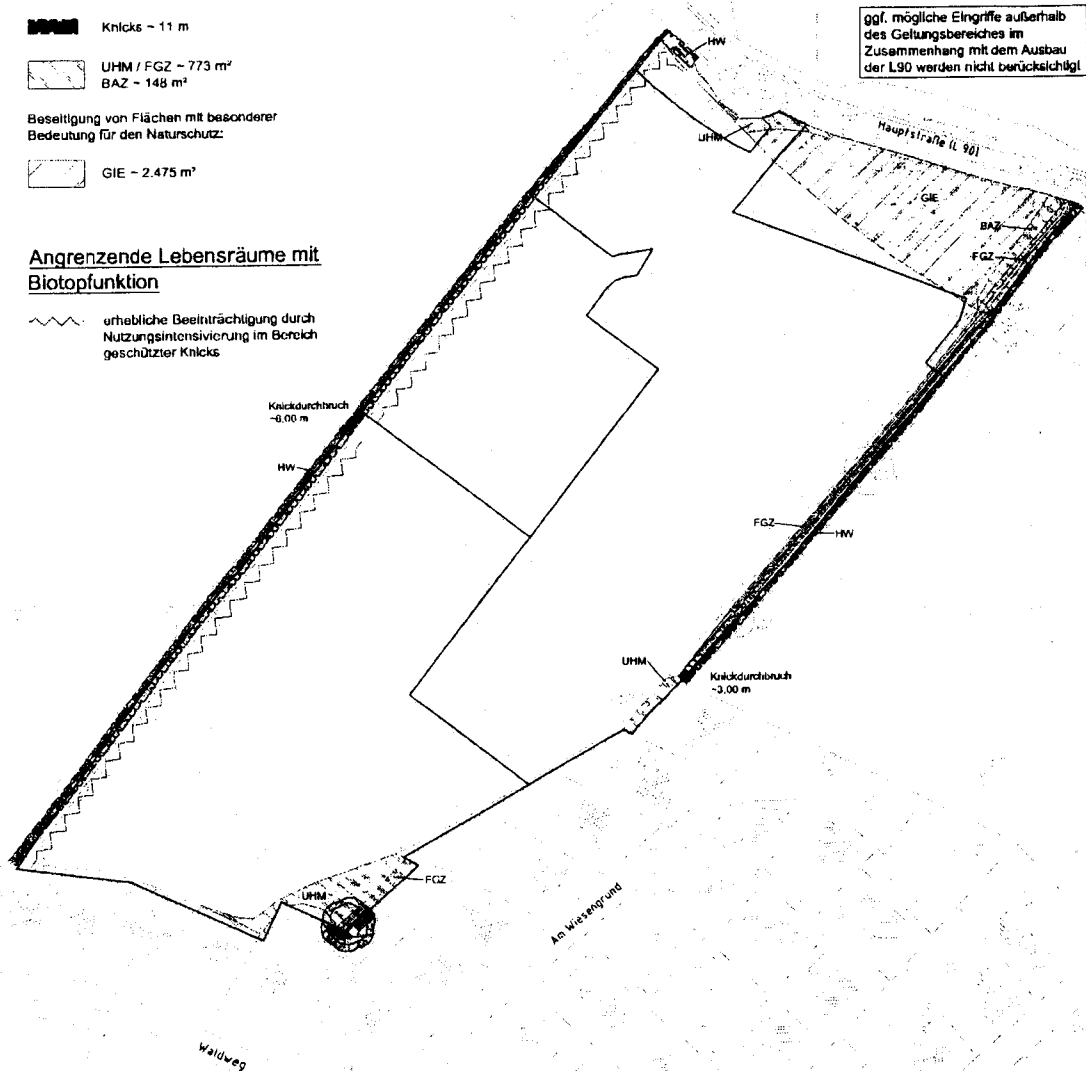 Knicks ~ 11 m
UHM / FGZ ~ 773 m²
BAZ ~ 148 m²
Beseitigung von Flächen mit besonderer
Bedeutung für den Naturschutz:
GIE ~ 2.475 m²
Angrenzende Lebensräume mit
Biotopfunktion
erhebliche Beeinträchtigung durch
Nutzungsintensivierung im Bereich
geschützter Knicks
ggf. mögliche Eingriffe außerhalb
des Geltungsbereiches im
Zusammenhang mit dem Ausbau
der L90 werden nicht berücksichtigt
HW
UHM
Hauptstraße (L 90)
GIE
BAZ
FGZ
Knickdurchbruch
~8,00 m
HW
FGZ
HW
UHM
Knickdurchbruch
~3,00 m
UHM
FGZ
Am Wiesengrund
Waldweg